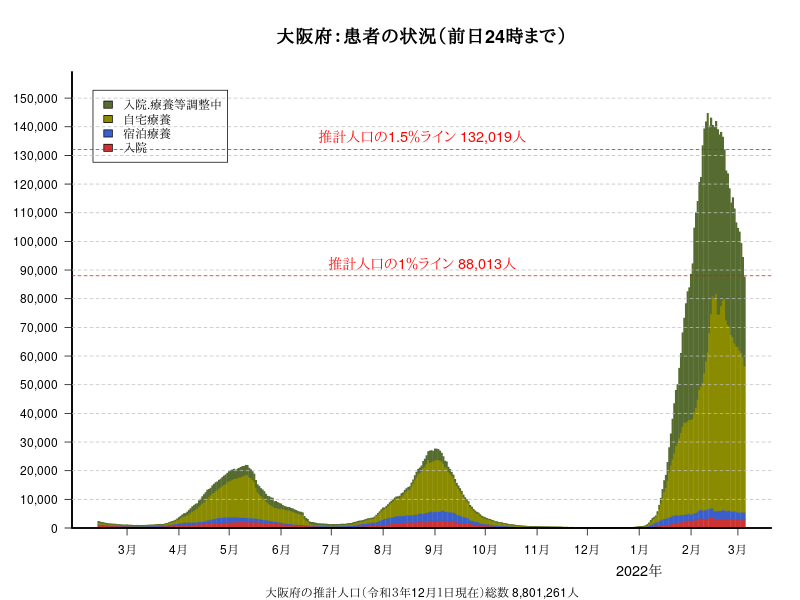 大阪府：患者の状況（前日24時まで）
150,000
140,000
130,000
120,000
110,000
100,000
90,000
80,000
70,000
60,000
50,000
40,000
30,000
20,000
10,000
0
入院.療養等調整中
自宅療養
宿泊療養
入院
推計人口の1.5%ライン 132,019人
推計人口の1%ライン 88,013人
3月 4月 5月 6月 7月 8月 9月 10月 11月 12月 1月 2月 3月
2022年
大阪府の推計人口（令和3年12月1日現在）総数 8,801,261人